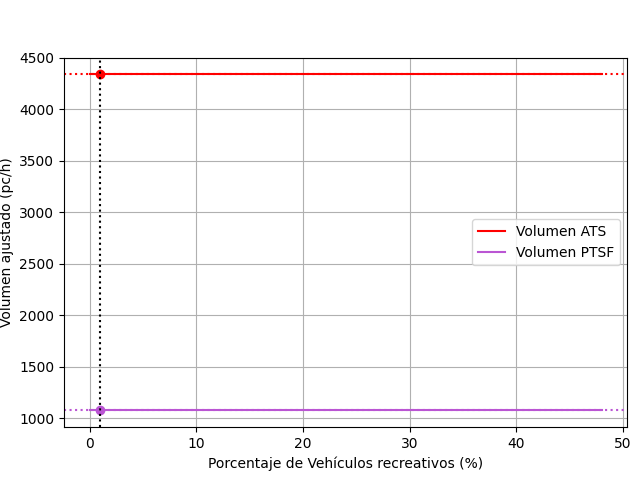 4500
4000
3500
3000
2500
2000
1500
1000
Volumen ajustado (pc/h)
Volumen ATS
Volumen PTSF
0 10 20 30 40 50
Porcentaje de Vehículos recreativos (%)